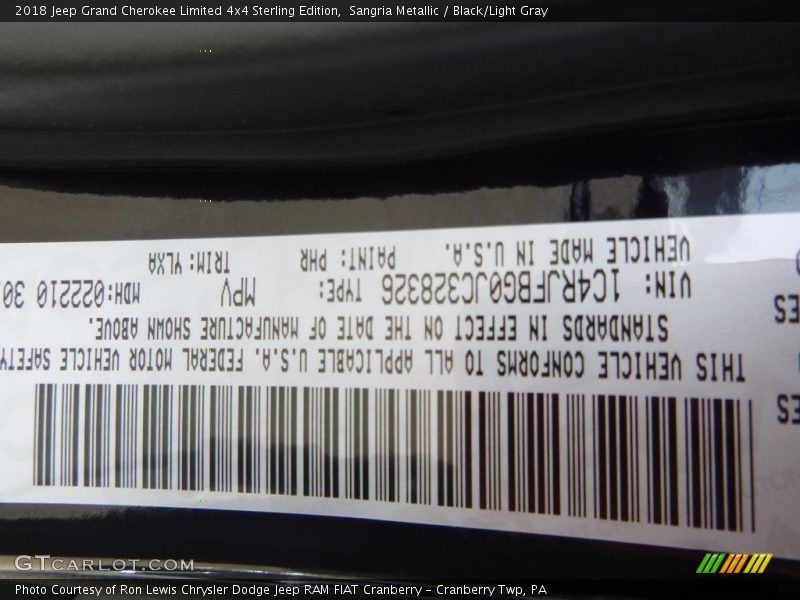 2018 Jeep Grand Cherokee Limited 4x4 Sterling Edition, Sangria Metallic / Black/Light Gray
THIS VEHICLE CONFORMS TO ALL APPLICABLE U.S.A. FEDERAL MOTOR VEHICLE SAFETY
STANDARDS IN EFFECT ON THE DATE OF MANUFACTURE SHOWN ABOVE.
VIN: 1C4RJFBG0JC328326 TYPE: MPV MDH:022210 30
VEHICLE MADE IN U.S.A. PAINT: PHR TRIM: YLXA
GTCARLOT.COM
Photo Courtesy of Ron Lewis Chrysler Dodge Jeep RAM FIAT Cranberry - Cranberry Twp, PA